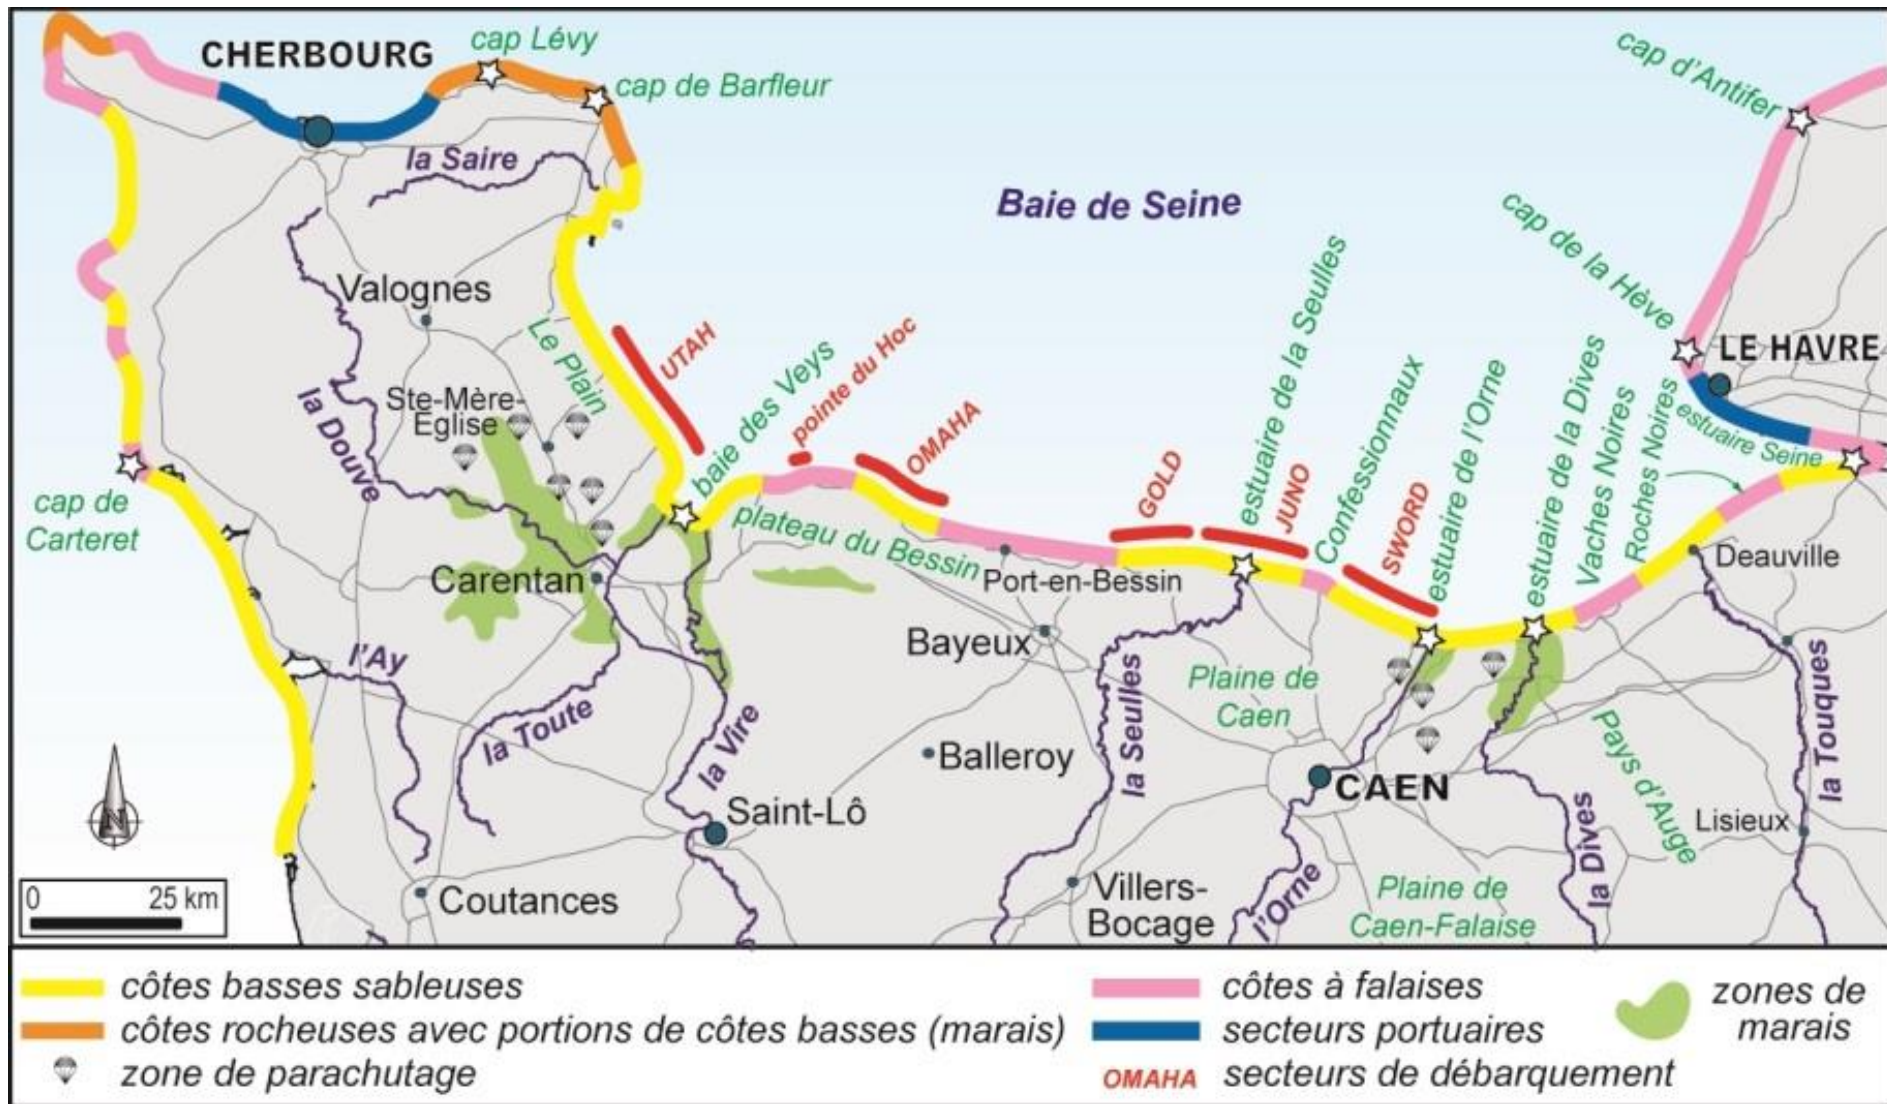 CHERBOURG
cap Lévy
cap de Barfleur
cap d'Antifer
la Saire
Baie de Seine
cap de la Hève
LE HAVRE
estuaire Seine
Valognes
Le Plain
UTAH
Ste-Mère-
Eglise
la Douve
baie des Veys
pointe du Hoc
OMAHA
GOLD
estuaire de la Seulles
JUNO
Confessionnaux
SWORD
estuaire de l'Orne
estuaire de la Dives
Vaches Noires
Roches Noires
cap de
Carteret
plateau du Bessin
Port-en-Bessin
Deauville
Carentan
Bayeux
l'Ay
la Toute
la Vire
Balleroy
la Seulles
Plaine de
Caen
CAEN
Pays d'Auge
la Touques
Lisieux
la Dives
Saint-Lô
Coutances
Villers-
Bocage
l'Orne
Plaine de
Caen-Falaise
N
0 25 km
côtes basses sableuses
côtes rocheuses avec portions de côtes basses (marais)
zone de parachutage
côtes à falaises
secteurs portuaires
OMAHA secteurs de débarquement
zones de
marais